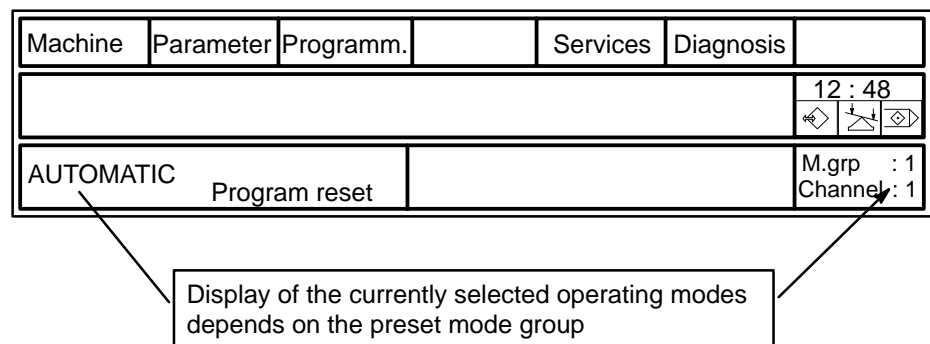 Machine Parameter Programm. Services Diagnosis
12 : 48
AUTOMATIC
Program reset
M.grp : 1
Channel : 1
Display of the currently selected operating modes
depends on the preset mode group